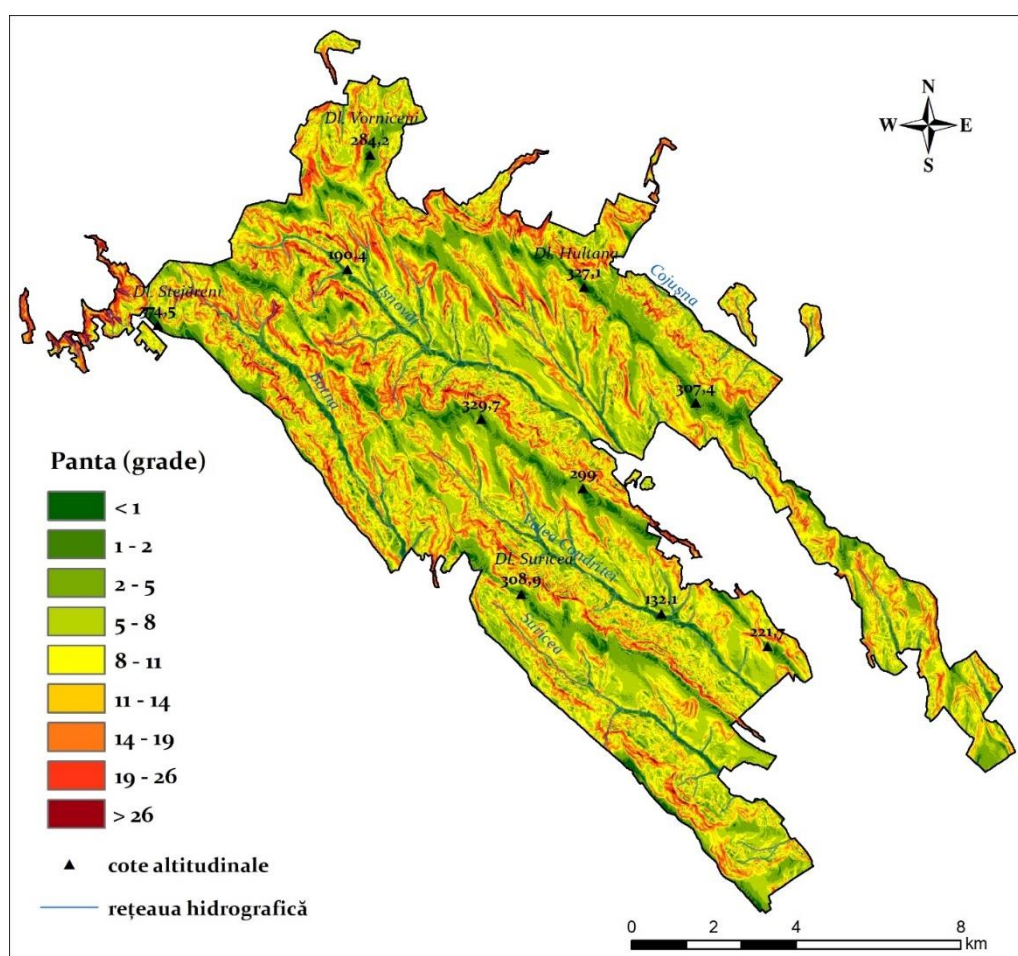 N
W E
S
Dl. Vorniceni
284,2
190,4
Ișnovăț
Dl. Hultana
327,1
Cojușna
Dl. Stejăreni
374,5
Botna
307,4
329,7
299
Valea Condriței
Dl. Suricea
308,9
132,1
Suricea
221,7
Panta (grade)
< 1
1 - 2
2 - 5
5 - 8
8 - 11
11 - 14
14 - 19
19 - 26
> 26
cote altitudinale
rețeaua hidrografică
0 2 4 8
km